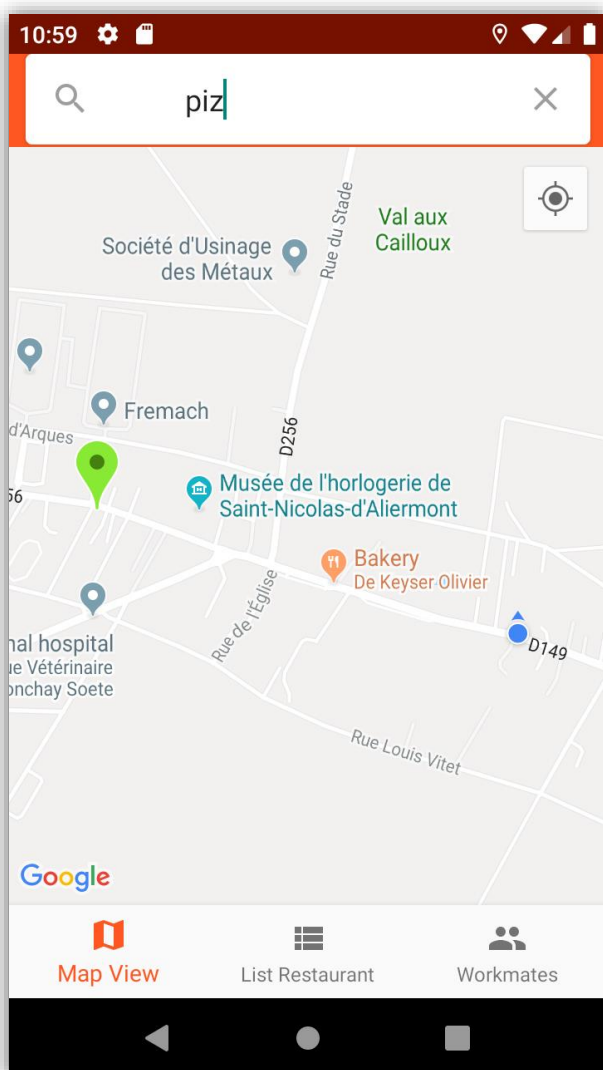 10:59
piz
Val aux
Cailloux
Rue du Stade
Société d'Usinage
des Métaux
Fremach
d'Arques
D256
56
Musée de l'horlogerie de
Saint-Nicolas-d'Aliermont
Bakery
De Keyser Olivier
Rue de l'Église
D149
nal hospital
ue Vétérinaire
onchay Soete
Rue Louis Vitet
Google
Map View
List Restaurant
Workmates